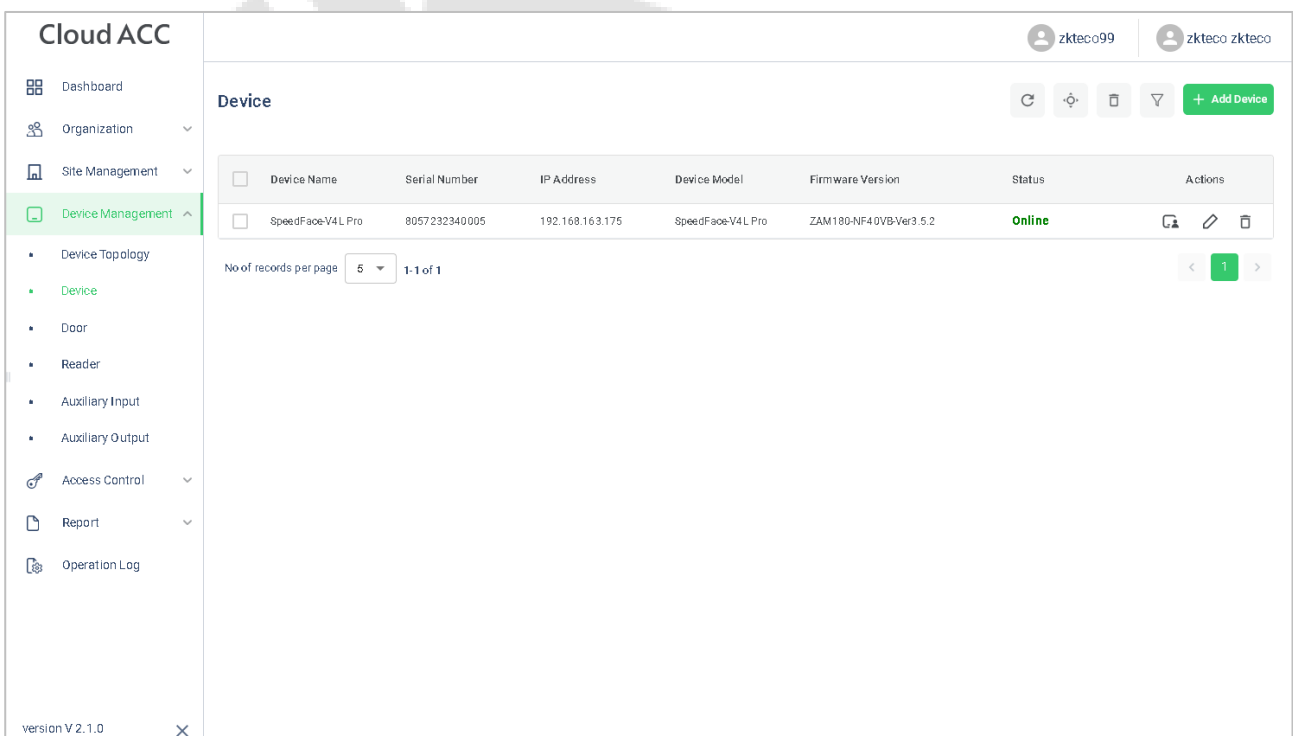 Cloud ACC
zkteco99
zkteco zkteco
Dashboard
Organization
Site Management
Device Management
Device Topology
Device
Door
Reader
Auxiliary Input
Auxiliary Output
Access Control
Report
Operation Log
version V 2.1.0
Device
+ Add Device
Device Name Serial Number IP Address Device Model Firmware Version Status Actions
SpeedFace-V4L Pro 8057232340005 192.168.163.175 SpeedFace-V4L Pro ZAM180-NF40VB-Ver3.5.2 Online
No of records per page 5 1-1 of 1 < 1 >